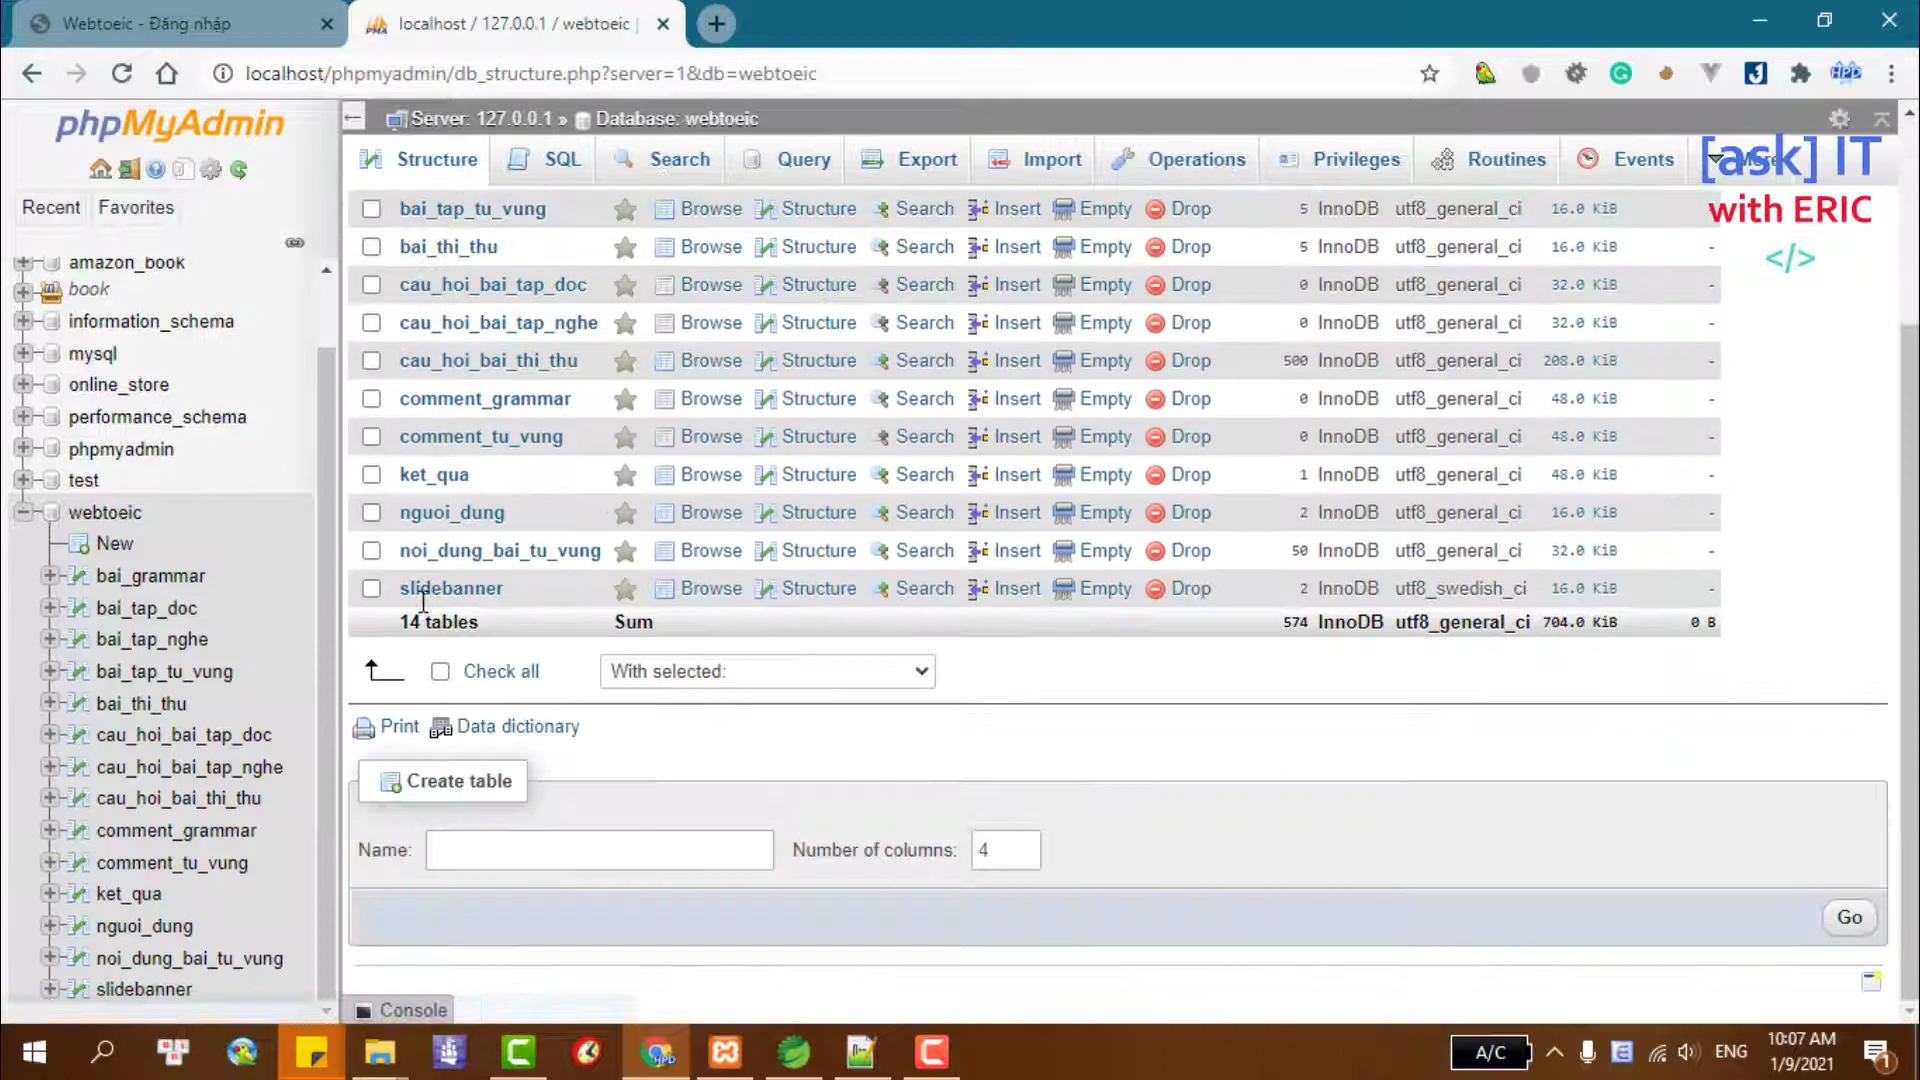 Webtoeic - Đăng nhập
localhost / 127.0.0.1 / webtoeic |
localhost/phpmyadmin/db_structure.php?server=1&db=webtoeic
phpMyAdmin
Recent Favorites
amazon_book
book
information_schema
mysql
online_store
performance_schema
phpmyadmin
test
webtoeic
New
bai_grammar
bai_tap_doc
bai_tap_nghe
bai_tap_tu_vung
bai_thi_thu
cau_hoi_bai_tap_doc
cau_hoi_bai_tap_nghe
cau_hoi_bai_thi_thu
comment_grammar
comment_tu_vung
ket_qua
nguoi_dung
noi_dung_bai_tu_vung
slidebanner
Server: 127.0.0.1 » Database: webtoeic
Structure SQL Search Query Export Import Operations Privileges Routines Events
[ask] IT
with ERIC
</>
bai_tap_tu_vung Browse Structure Search Insert Empty Drop 5 InnoDB utf8_general_ci 16.0 KiB -
bai_thi_thu Browse Structure Search Insert Empty Drop 5 InnoDB utf8_general_ci 16.0 KiB -
cau_hoi_bai_tap_doc Browse Structure Search Insert Empty Drop 0 InnoDB utf8_general_ci 32.0 KiB -
cau_hoi_bai_tap_nghe Browse Structure Search Insert Empty Drop 0 InnoDB utf8_general_ci 32.0 KiB -
cau_hoi_bai_thi_thu Browse Structure Search Insert Empty Drop 500 InnoDB utf8_general_ci 208.0 KiB -
comment_grammar Browse Structure Search Insert Empty Drop 0 InnoDB utf8_general_ci 48.0 KiB -
comment_tu_vung Browse Structure Search Insert Empty Drop 0 InnoDB utf8_general_ci 48.0 KiB -
ket_qua Browse Structure Search Insert Empty Drop 1 InnoDB utf8_general_ci 48.0 KiB -
nguoi_dung Browse Structure Search Insert Empty Drop 2 InnoDB utf8_general_ci 16.0 KiB -
noi_dung_bai_tu_vung Browse Structure Search Insert Empty Drop 50 InnoDB utf8_general_ci 32.0 KiB -
slidebanner Browse Structure Search Insert Empty Drop 2 InnoDB utf8_swedish_ci 16.0 KiB -
14 tables Sum 574 InnoDB utf8_general_ci 704.0 KiB 0 B
Check all With selected:
Print Data dictionary
Create table
Name: Number of columns: 4
Go
Console
A/C ENG
10:07 AM
1/9/2021
1